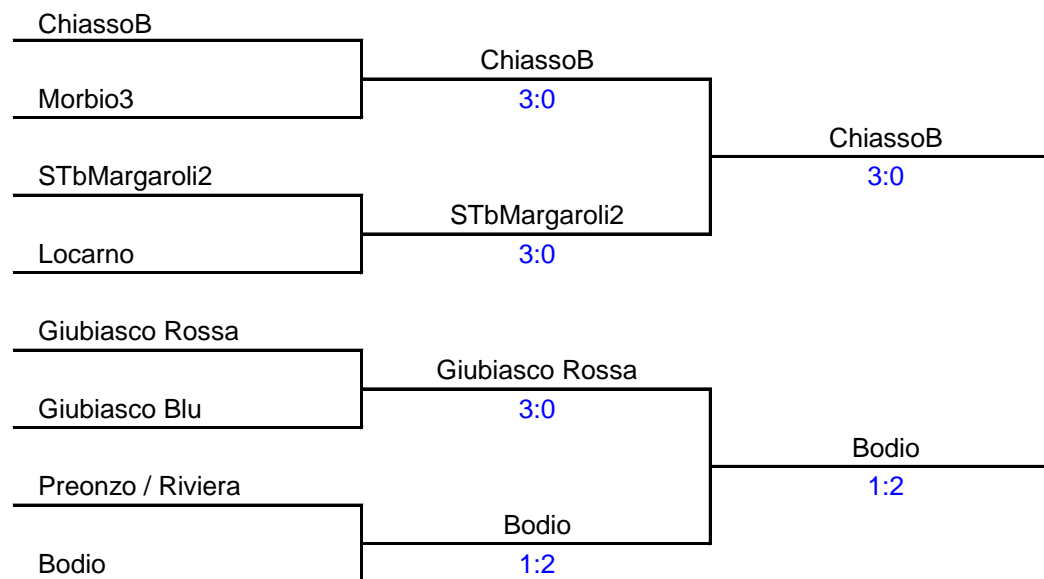 ChiassoB
ChiassoB
Morbio3
3:0
ChiassoB
STbMargaroli2
3:0
STbMargaroli2
Locarno
3:0
Giubiasco Rossa
Giubiasco Rossa
Giubiasco Blu
3:0
Bodio
Preonzo / Riviera
1:2
Bodio
Bodio
1:2